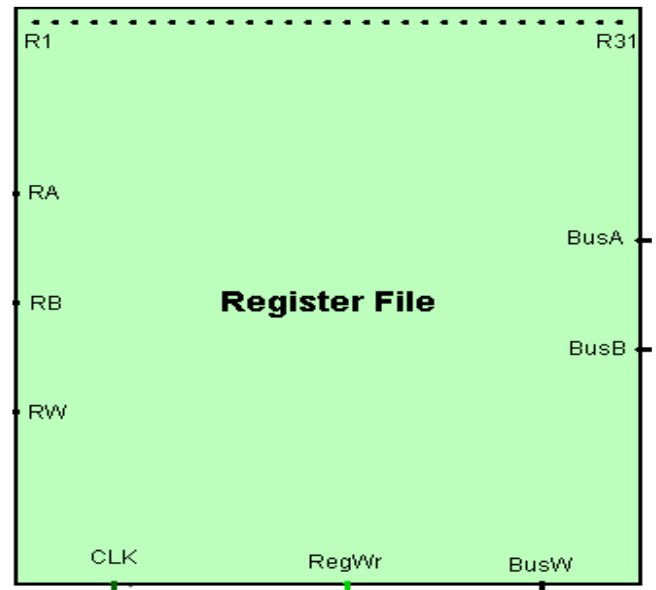 R1 R31
RA
BusA
RB
Register File
BusB
RW
CLK RegWr BusW